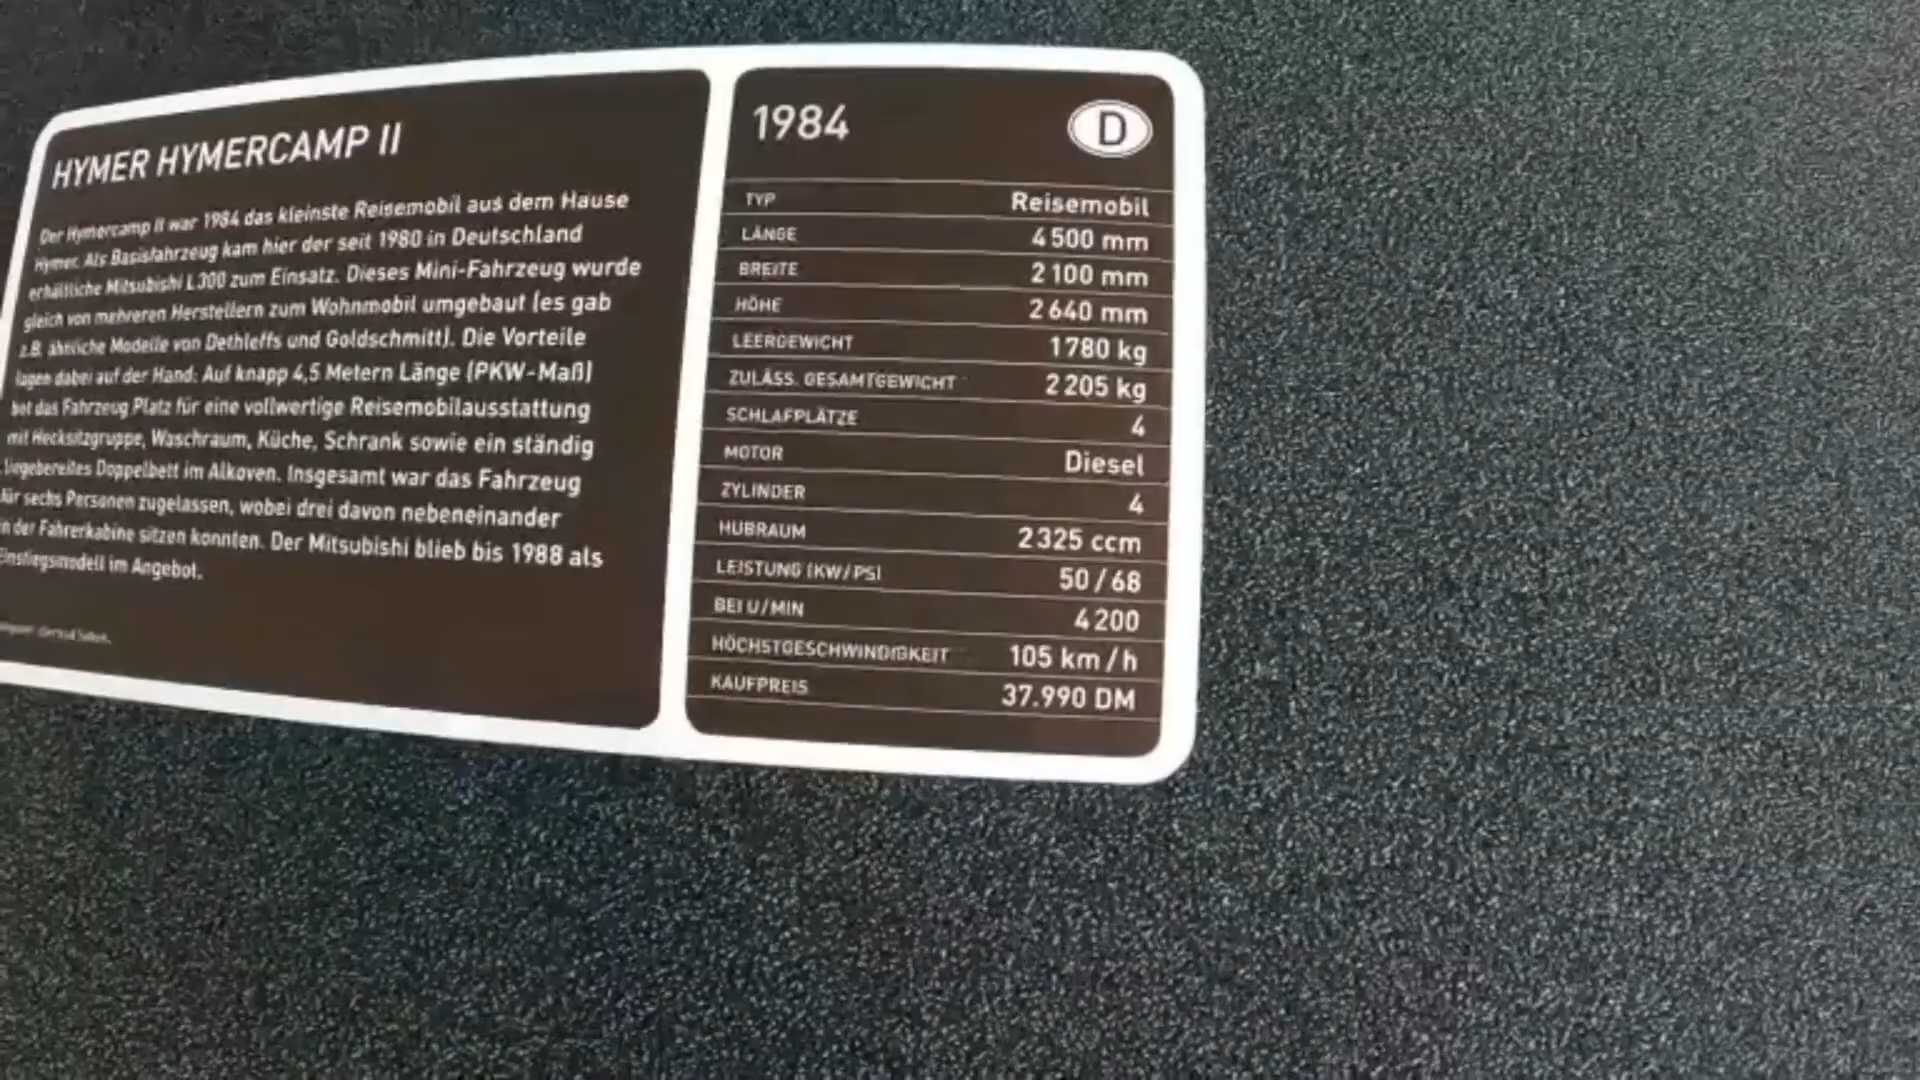 HYMER HYMERCAMP II
Der Hymercamp II war 1984 das kleinste Reisemobil aus dem Hause
Hymer. Als Basisfahrzeug kam hier der seit 1980 in Deutschland
erhältliche Mitsubishi L300 zum Einsatz. Dieses Mini-Fahrzeug wurde
gleich von mehreren Herstellern zum Wohnmobil umgebaut (es gab
z.B. ähnliche Modelle von Dethleffs und Goldschmitt). Die Vorteile
lagen dabei auf der Hand: Auf knapp 4,5 Metern Länge (PKW-Maß)
bot das Fahrzeug Platz für eine vollwertige Reisemobilausstattung
mit Hecksitzgruppe, Waschraum, Küche, Schrank sowie ein ständig
Doppelbett im Alkoven. Insgesamt war das Fahrzeug
für sechs Personen zugelassen, wobei drei davon nebeneinander
in der Fahrerkabine sitzen konnten. Der Mitsubishi blieb bis 1988 als
Einstiegsmodell im Angebot.
1984 D
TYP Reisemobil
LÄNGE 4500 mm
BREITE 2100 mm
HÖHE 2640 mm
LEERGEWICHT 1780 kg
ZULÄSS. GESAMTGEWICHT 2205 kg
SCHLAFPLÄTZE 4
MOTOR Diesel
ZYLINDER 4
HUBRAUM 2325 ccm
LEISTUNG (KW/PS) 50/68
BEI U/MIN 4200
HÖCHSTGESCHWINDIGKEIT 105 km/h
KAUFPREIS 37.990 DM